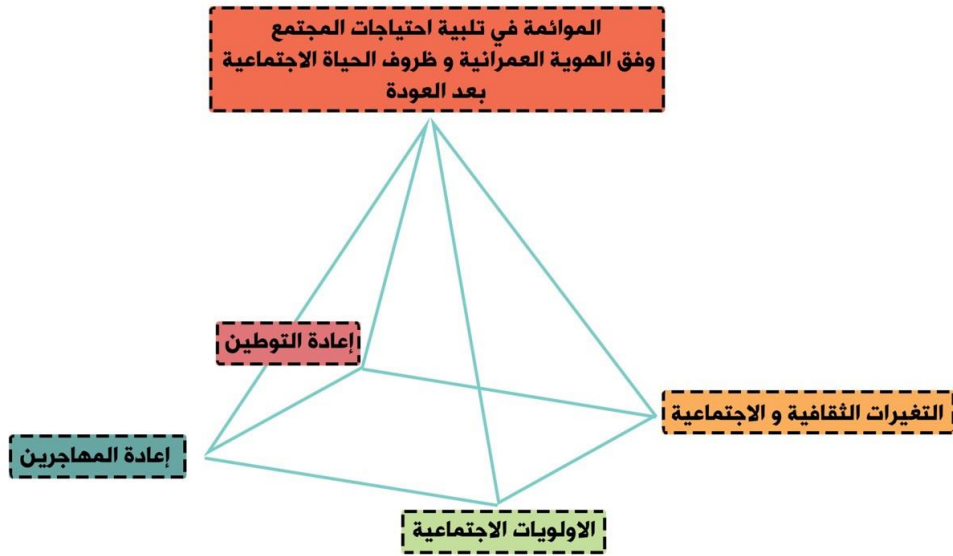 الموائمة في تلبية احتياجات المجتمع
وفق الهوية العمرانية و ظروف الحياة الاجتماعية
بعد العودة
إعادة التوطين
التغيرات الثقافية و الاجتماعية
إعادة المهاجرين
الاولويات الاجتماعية